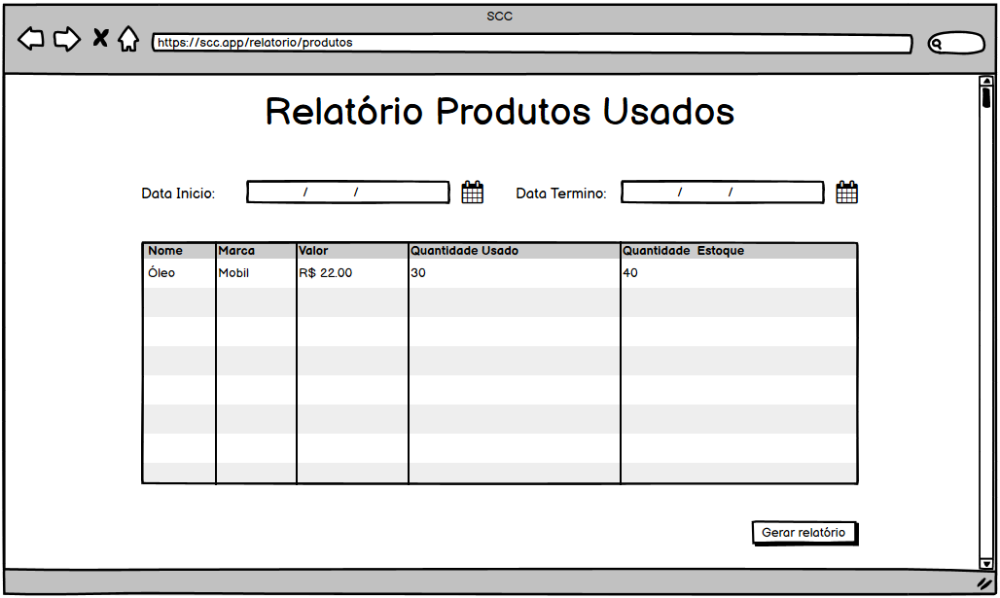 SCC
https://scc.app/relatorio/produtos
Relatório Produtos Usados
Data Inicio: / / Data Termino: / /
Nome Marca Valor Quantidade Usado Quantidade Estoque
Óleo Mobil R$ 22.00 30 40
Gerar relatório